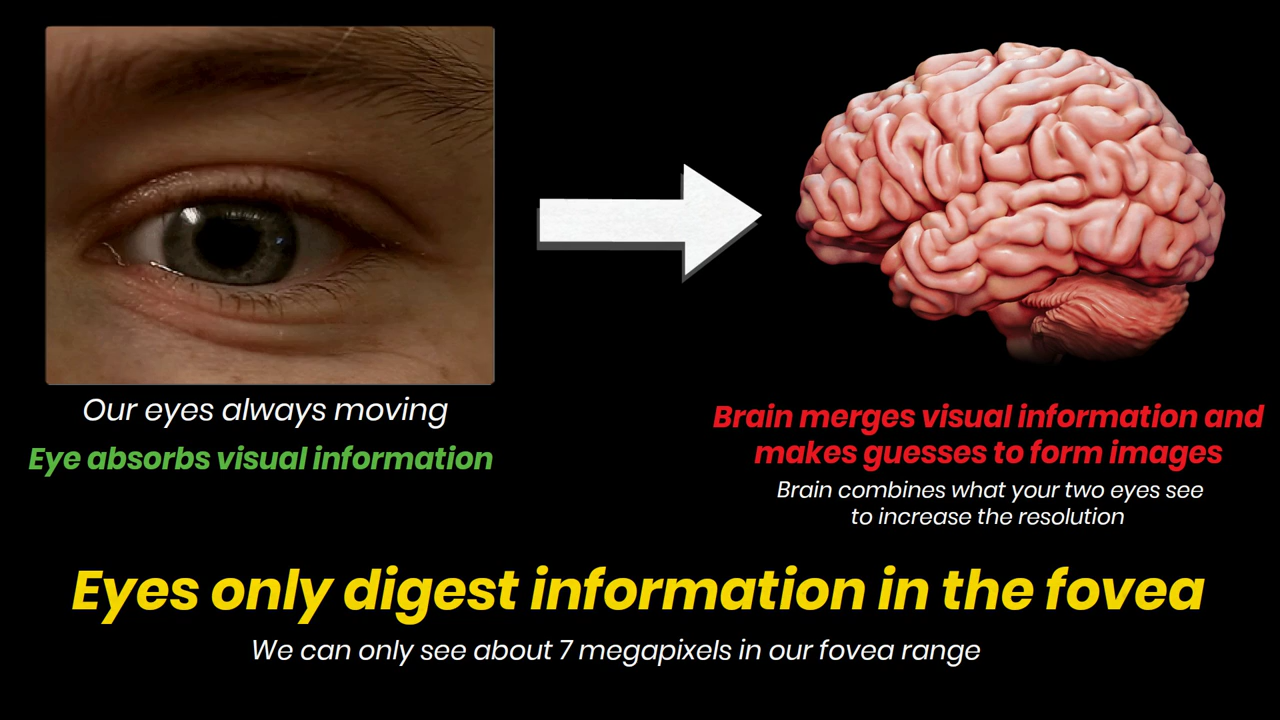 Our eyes always moving
Eye absorbs visual information
Brain merges visual information and
makes guesses to form images
Brain combines what your two eyes see
to increase the resolution
Eyes only digest information in the fovea
We can only see about 7 megapixels in our fovea range